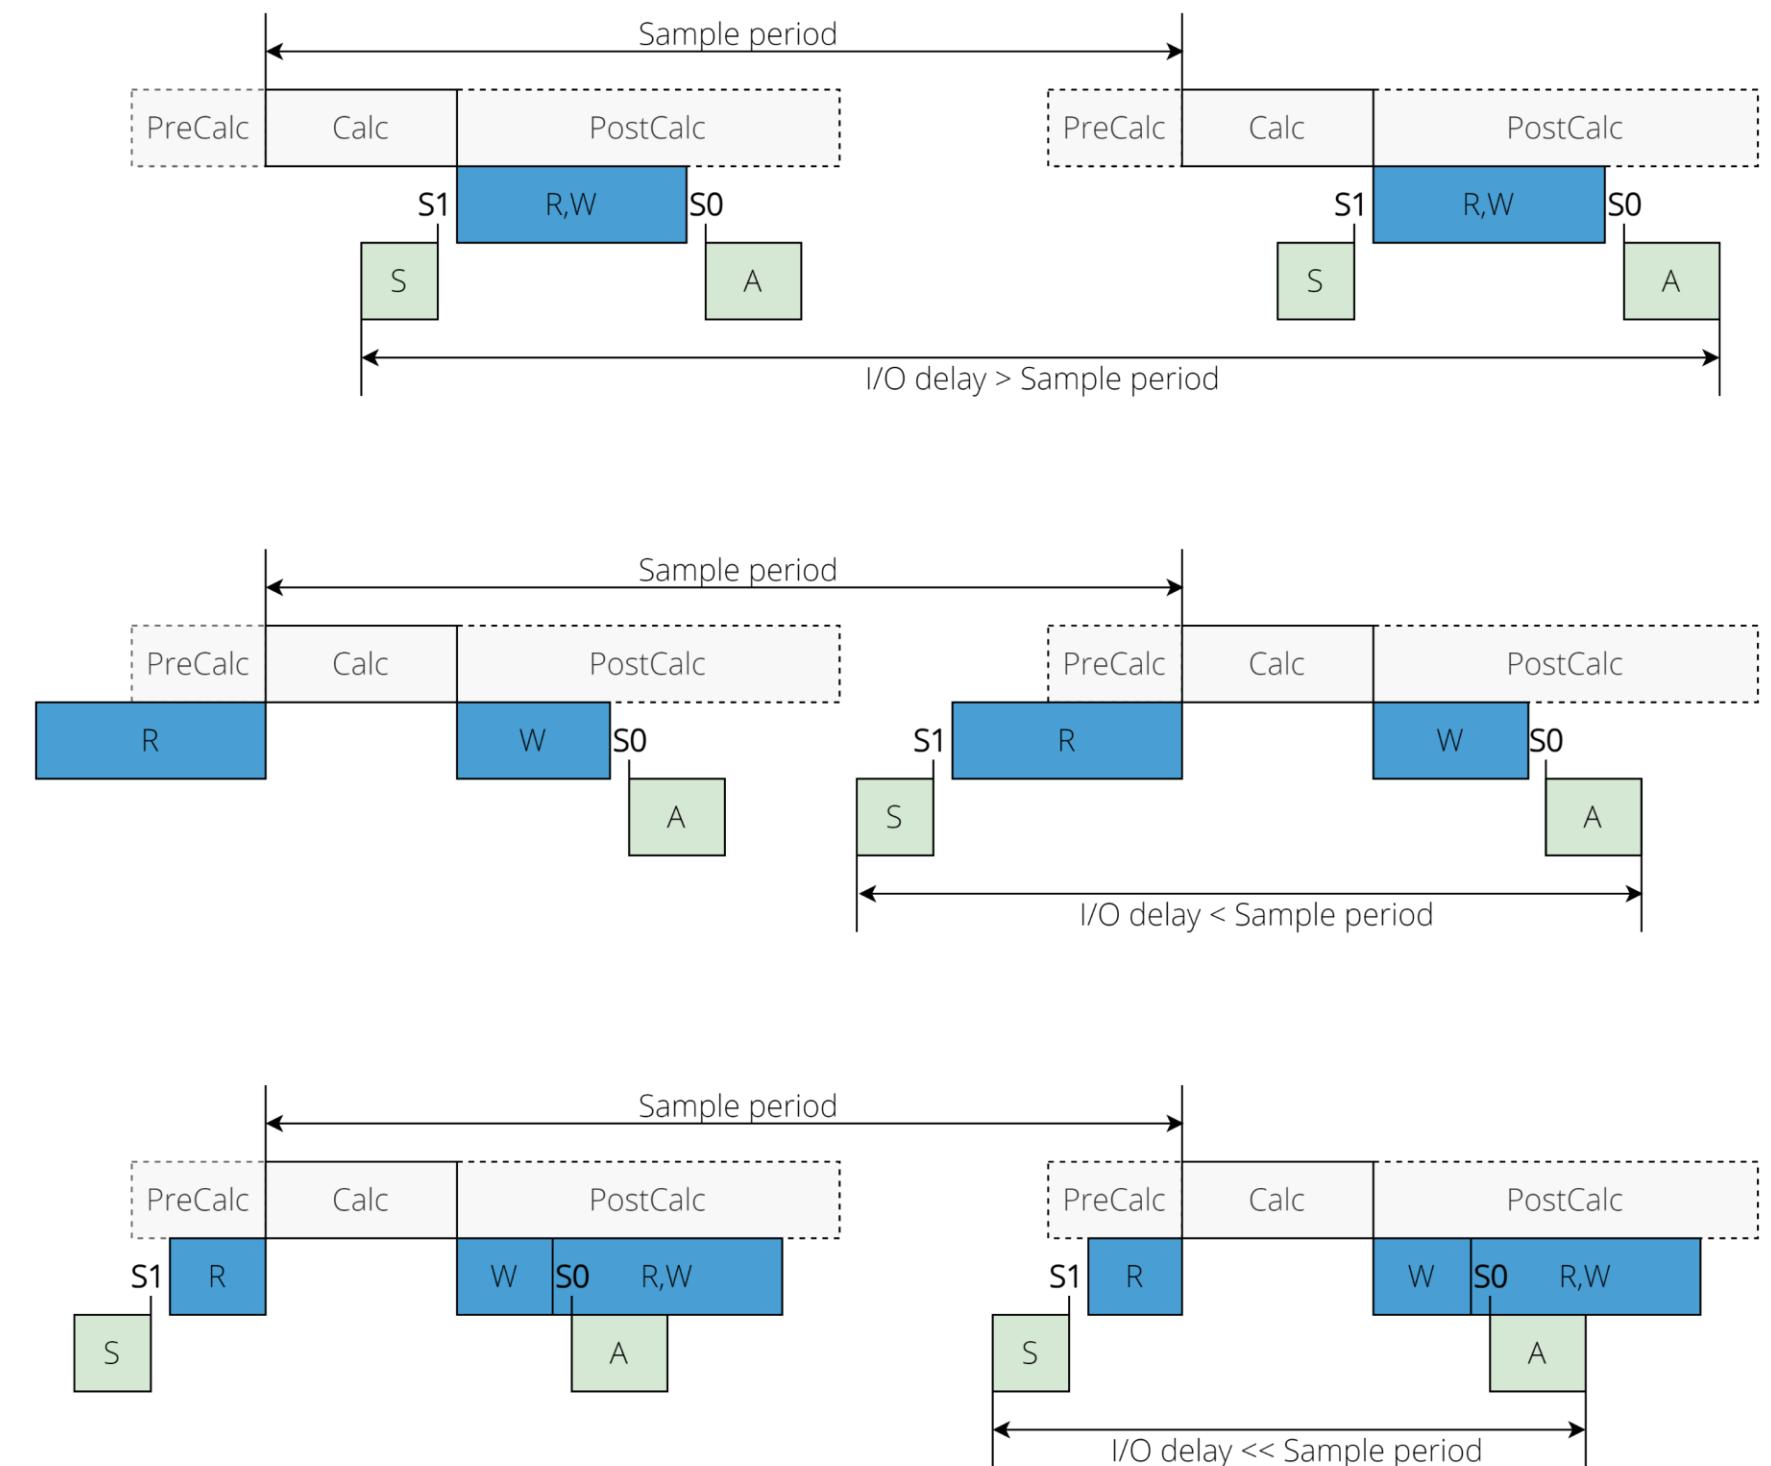 Sample period
PreCalc Calc PostCalc PreCalc Calc PostCalc
S1 R,W S0 S1 R,W S0
S A S A
I/O delay > Sample period
Sample period
PreCalc Calc PostCalc PreCalc Calc PostCalc
R W S0 S1 R W S0
A S A
I/O delay < Sample period
Sample period
PreCalc Calc PostCalc PreCalc Calc PostCalc
S1 R W S0 R,W S1 R W S0 R,W
S A S A
I/O delay << Sample period